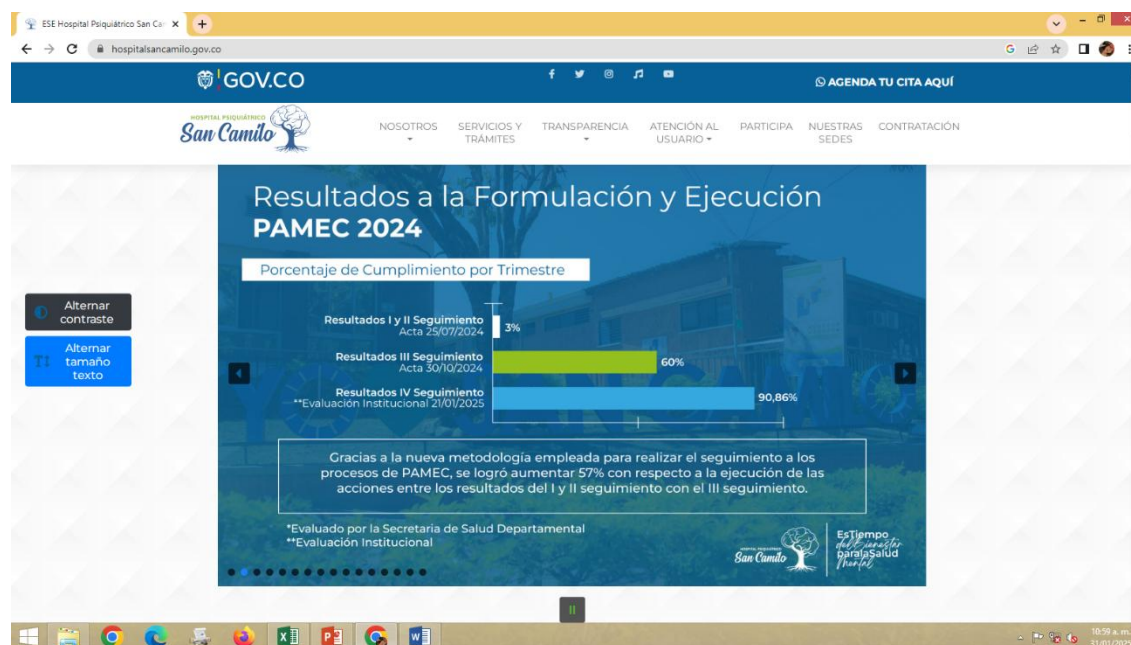 ESE Hospital Psiquiátrico San Ca
hospitalsancamilo.gov.co
GOV.CO
AGENDA TU CITA AQUÍ
HOSPITAL PSIQUIÁTRICO
San Camilo
NOSOTROS
SERVICIOS Y
TRÁMITES
TRANSPARENCIA
ATENCIÓN AL
USUARIO
PARTICIPA
NUESTRAS
SEDES
CONTRATACIÓN
Alternar
contraste
Alternar
tamaño
texto
Resultados a la Formulación y Ejecución
PAMEC 2024
Porcentaje de Cumplimiento por Trimestre
Resultados I y II Seguimiento
Acta 25/07/2024
3%
Resultados III Seguimiento
Acta 30/10/2024
60%
Resultados IV Seguimiento
**Evaluación Institucional 21/01/2025
90,86%
Gracias a la nueva metodología empleada para realizar el seguimiento a los
procesos de PAMEC, se logró aumentar 57% con respecto a la ejecución de las
acciones entre los resultados del I y II seguimiento con el III seguimiento.
*Evaluado por la Secretaria de Salud Departamental
**Evaluación Institucional
San Camilo
EsTiempo
del Bienestar
paralaSalud
Mental
10:59 a. m.
31/01/2025